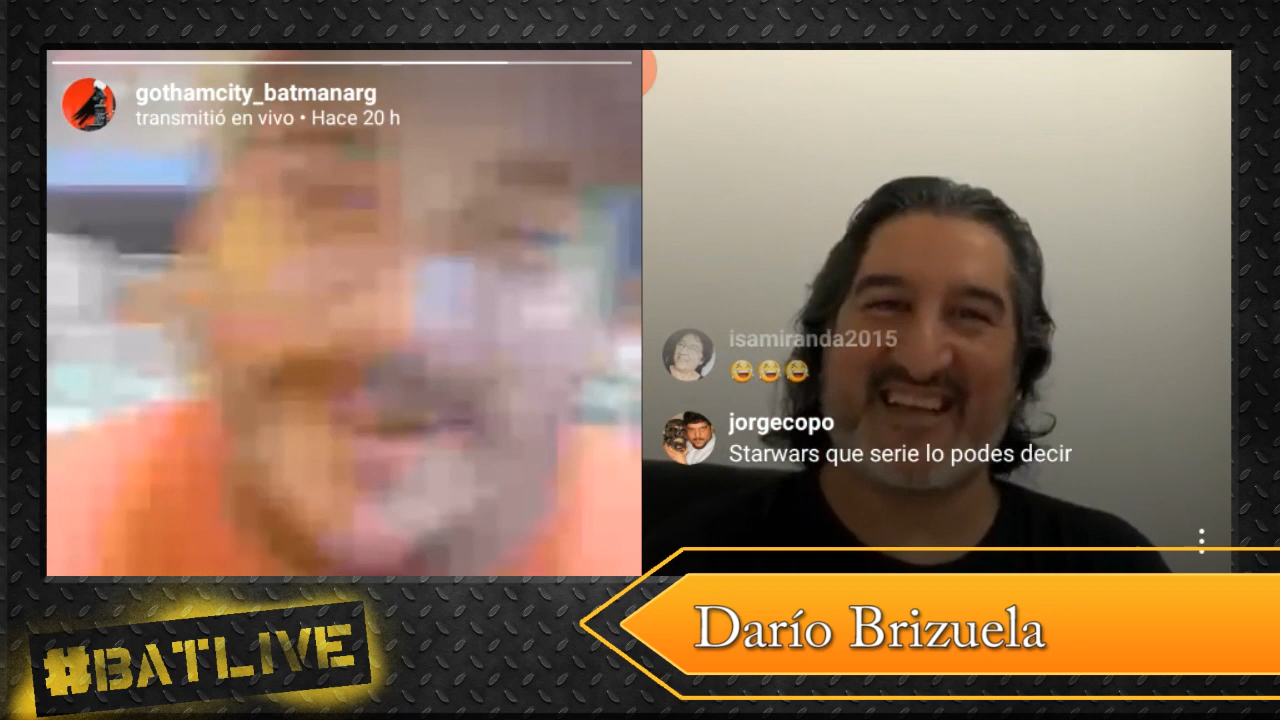 gothamcity_batmanarg
transmitió en vivo • Hace 20 h
isamiranda2015
😂😂😂
jorgecopo
Starwars que serie lo podes decir
Darío Brizuela
#BATLIVE